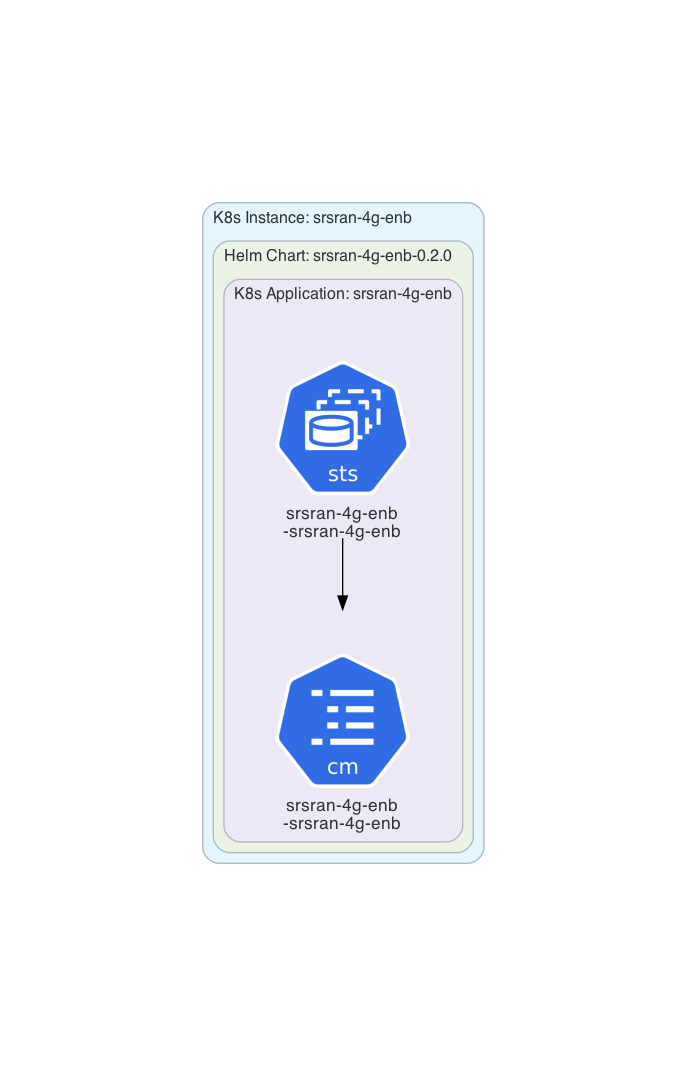 K8s Instance: srsran-4g-enb
Helm Chart: srsran-4g-enb-0.2.0
K8s Application: srsran-4g-enb
sts
srsran-4g-enb
-srsran-4g-enb
cm
srsran-4g-enb
-srsran-4g-enb